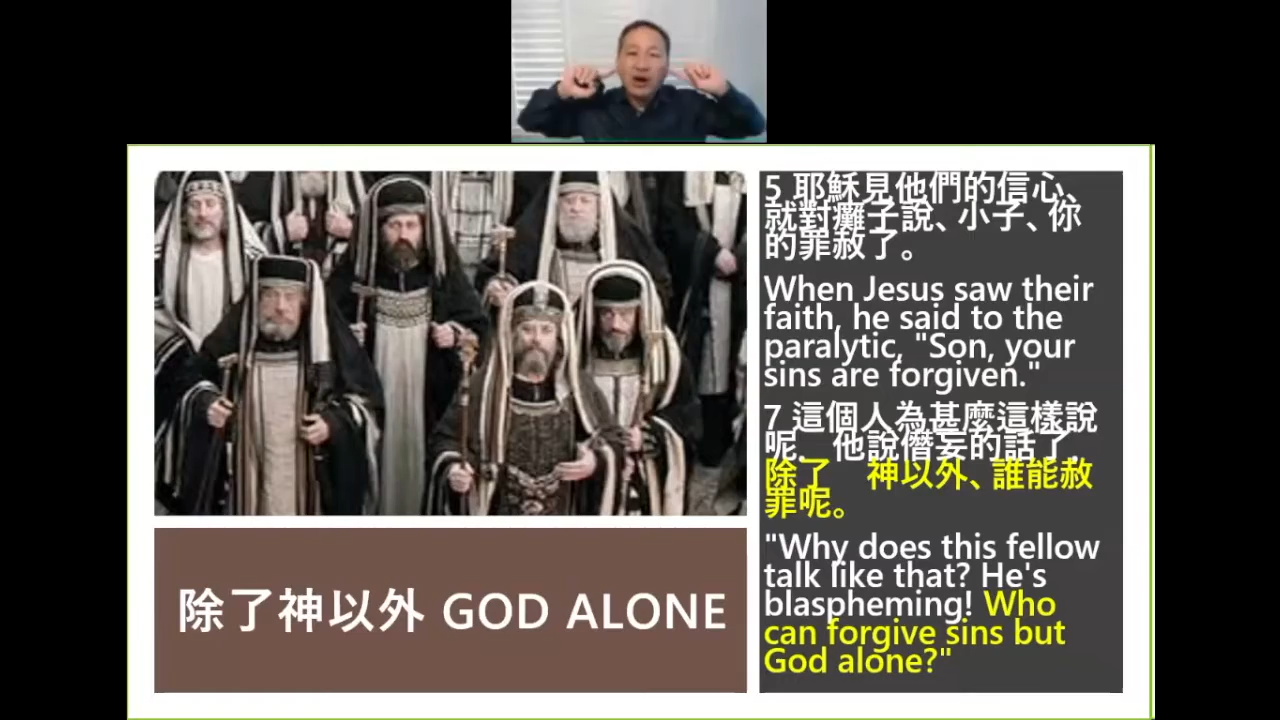 5 耶穌見他們的信心、
就對癱子說、小子、你
的罪赦了。
When Jesus saw their
faith, he said to the
paralytic, "Son, your
sins are forgiven."
7 這個人為甚麼這樣說
呢． 他說僭妄的話了．
除了　神以外、誰能赦
罪呢。
"Why does this fellow
talk like that? He's
blaspheming! Who
can forgive sins but
God alone?"
除了神以外 GOD ALONE